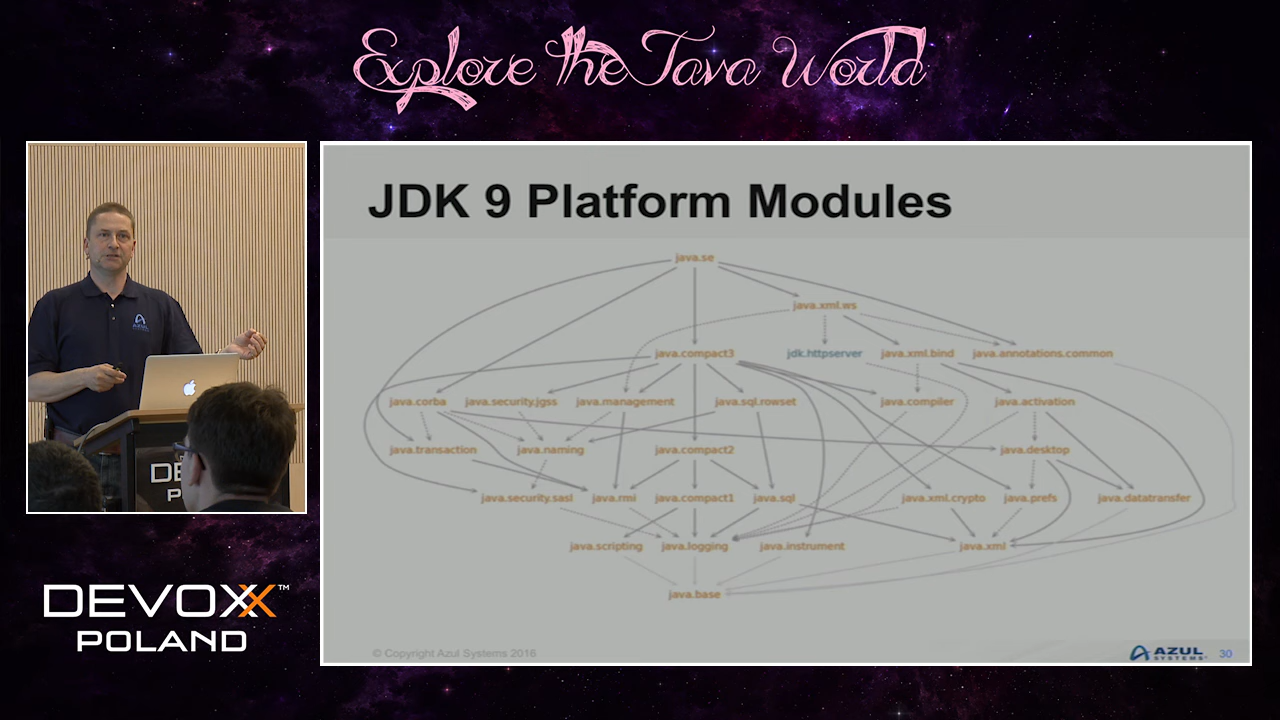 Explore the Java World
JDK 9 Platform Modules
java.se
java.xml.ws
java.compact3
jdk.httpserver
java.xml.bind
java.annotations.common
java.corba
java.security.jgss
java.management
java.sql.rowset
java.compiler
java.activation
java.transaction
java.naming
java.compact2
java.desktop
java.security.sasl
java.rmi
java.compact1
java.sql
java.xml.crypto
java.prefs
java.datatransfer
java.scripting
java.logging
java.instrument
java.xml
java.base
© Copyright Azul Systems 2016
AZUL
SYSTEMS
30
AZUL
DE
P
DEVOXX™
POLAND